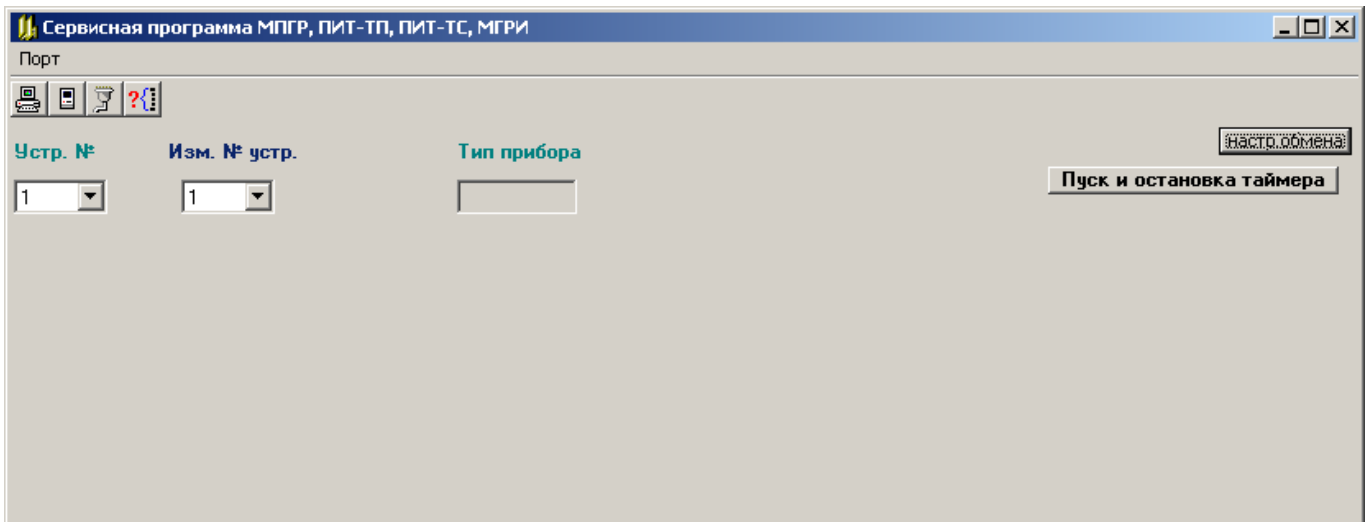 Сервисная программа МПГР, ПИТ-ТП, ПИТ-ТС, МГРИ
Порт
?{
настр.обмена
Устр. № Изм. № устр. Тип прибора
Пуск и остановка таймера
1 1